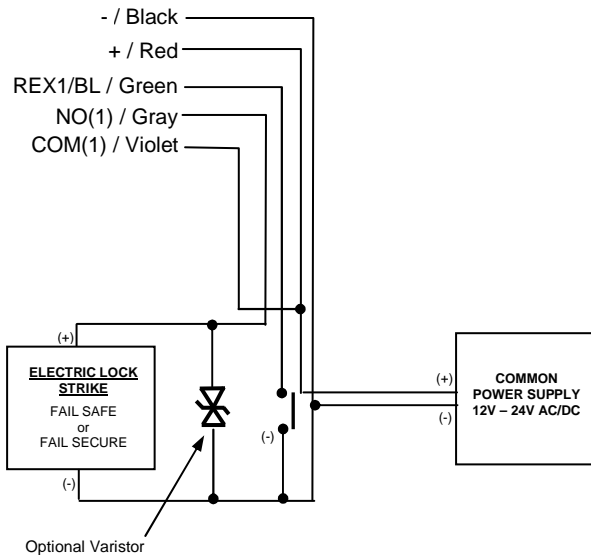 - / Black
+ / Red
REX1/BL / Green
NO(1) / Gray
COM(1) / Violet
(+)
ELECTRIC LOCK
STRIKE
FAIL SAFE
or
FAIL SECURE
(-)
(-)
Optional Varistor
(+)
(-)
COMMON
POWER SUPPLY
12V – 24V AC/DC